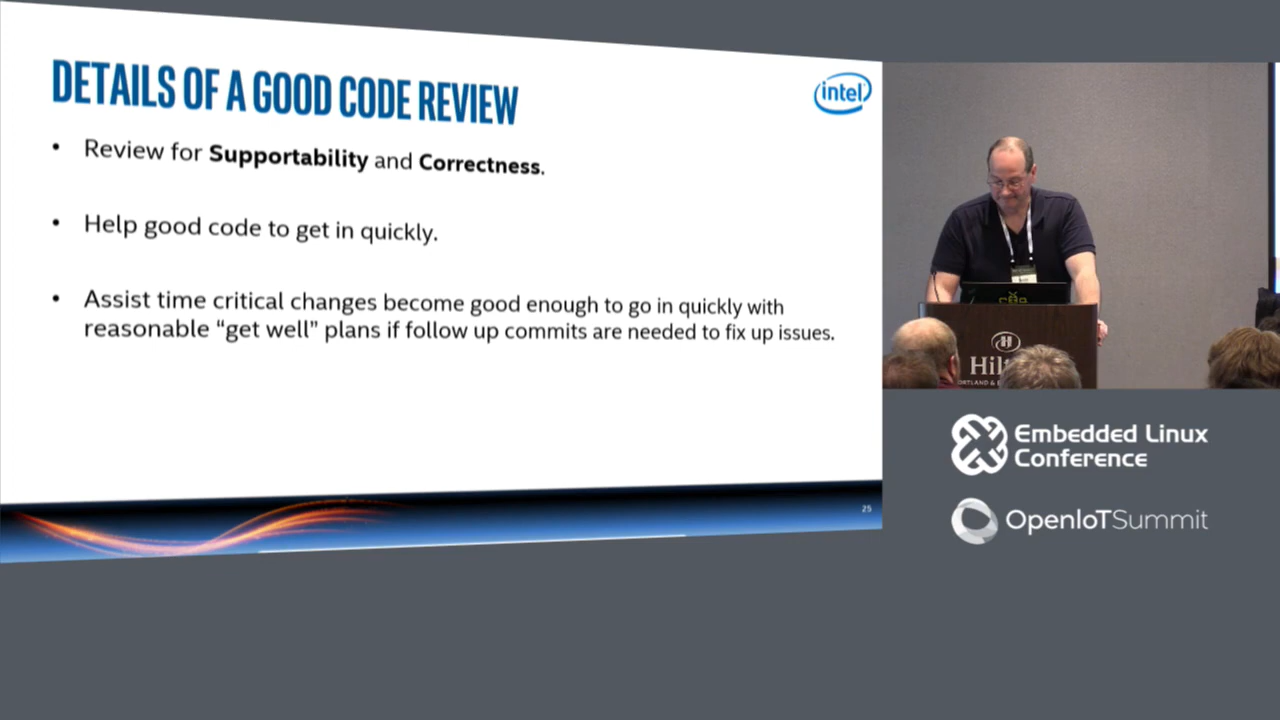 DETAILS OF A GOOD CODE REVIEW
intel
• Review for Supportability and Correctness.
• Help good code to get in quickly.
• Assist time critical changes become good enough to go in quickly with
reasonable “get well” plans if follow up commits are needed to fix up issues.
25
Embedded Linux
Conference
OpenIoTSummit